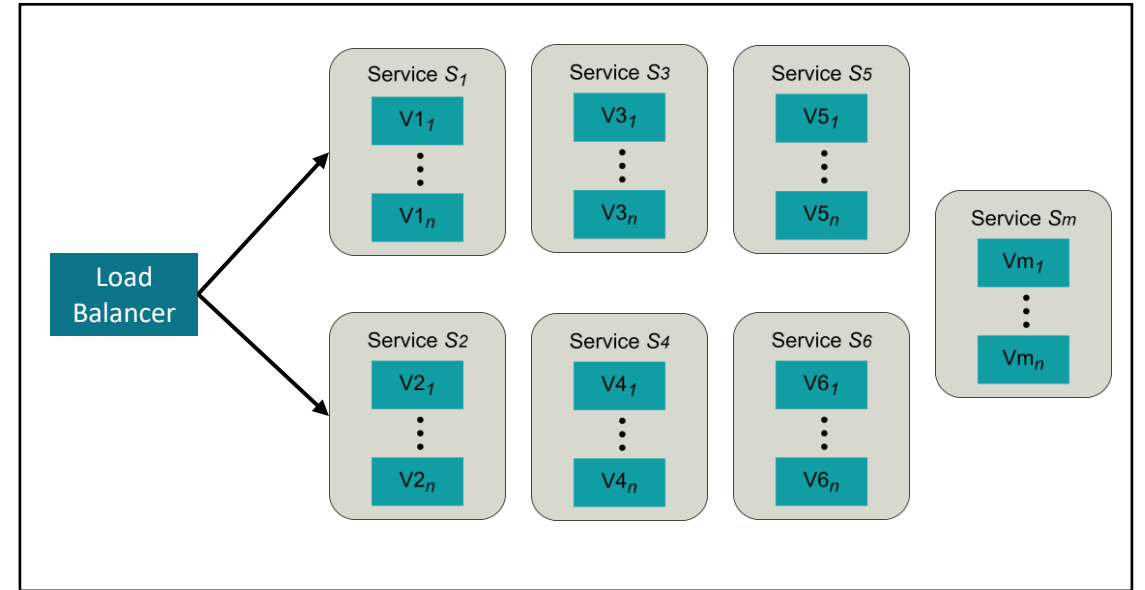 Load
Balancer
Service S1
V11
V1n
Service S2
V21
V2n
Service S3
V31
V3n
Service S4
V41
V4n
Service S5
V51
V5n
Service S6
V61
V6n
Service Sm
Vm1
Vmn